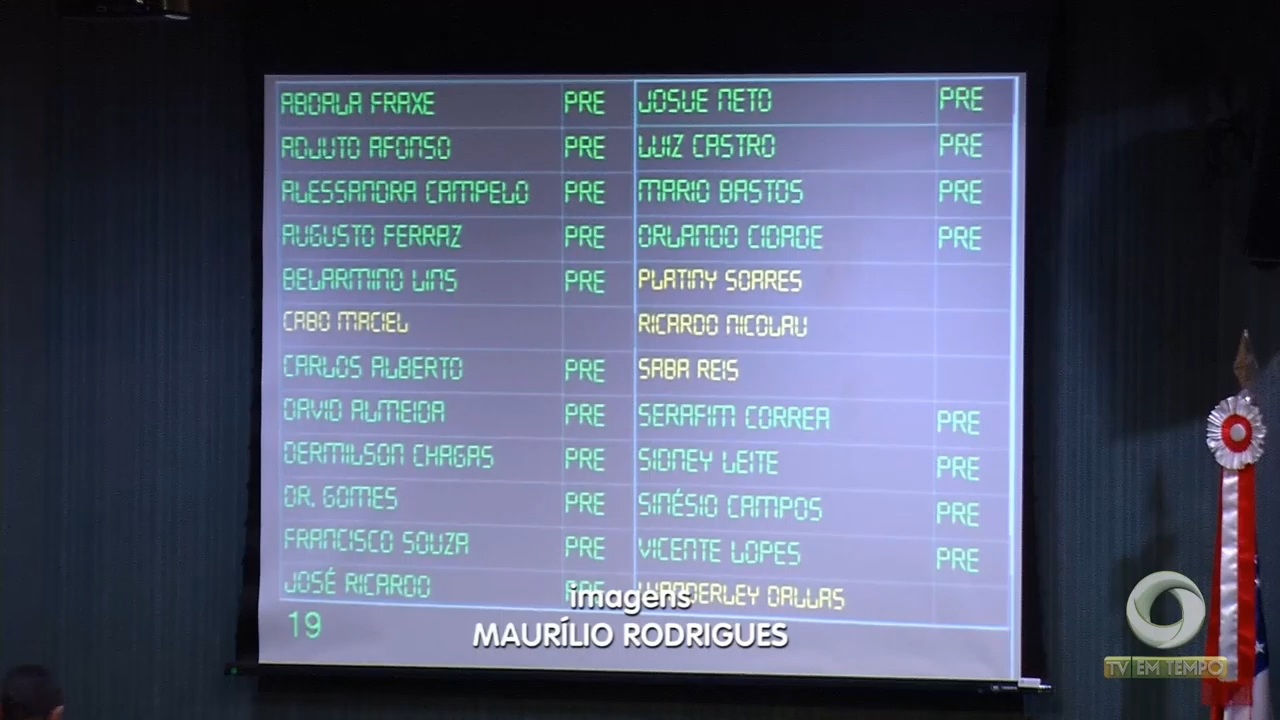 ABDALA FRAXE PRE JOSUE NETO PRE
ADJUTO AFONSO PRE LUIZ CASTRO PRE
ALESSANDRA CAMPELO PRE MARIO BASTOS PRE
AUGUSTO FERRAZ PRE ORLANDO CIDADE PRE
BELARMINO LINS PRE PLATINY SOARES
CABO MACIEL RICARDO NICOLAU
CARLOS ALBERTO PRE SABA REIS
DAVID ALMEIDA PRE SERAFIM CORREA PRE
DERMILSON CHAGAS PRE SIDNEY LEITE PRE
DR. GOMES PRE SINÉSIO CAMPOS PRE
FRANCISCO SOUZA PRE VICENTE LOPES PRE
JOSÉ RICARDO PRE WANDERLEY DALLAS
19
imagens
MAURÍLIO RODRIGUES
TV EM TEMPO